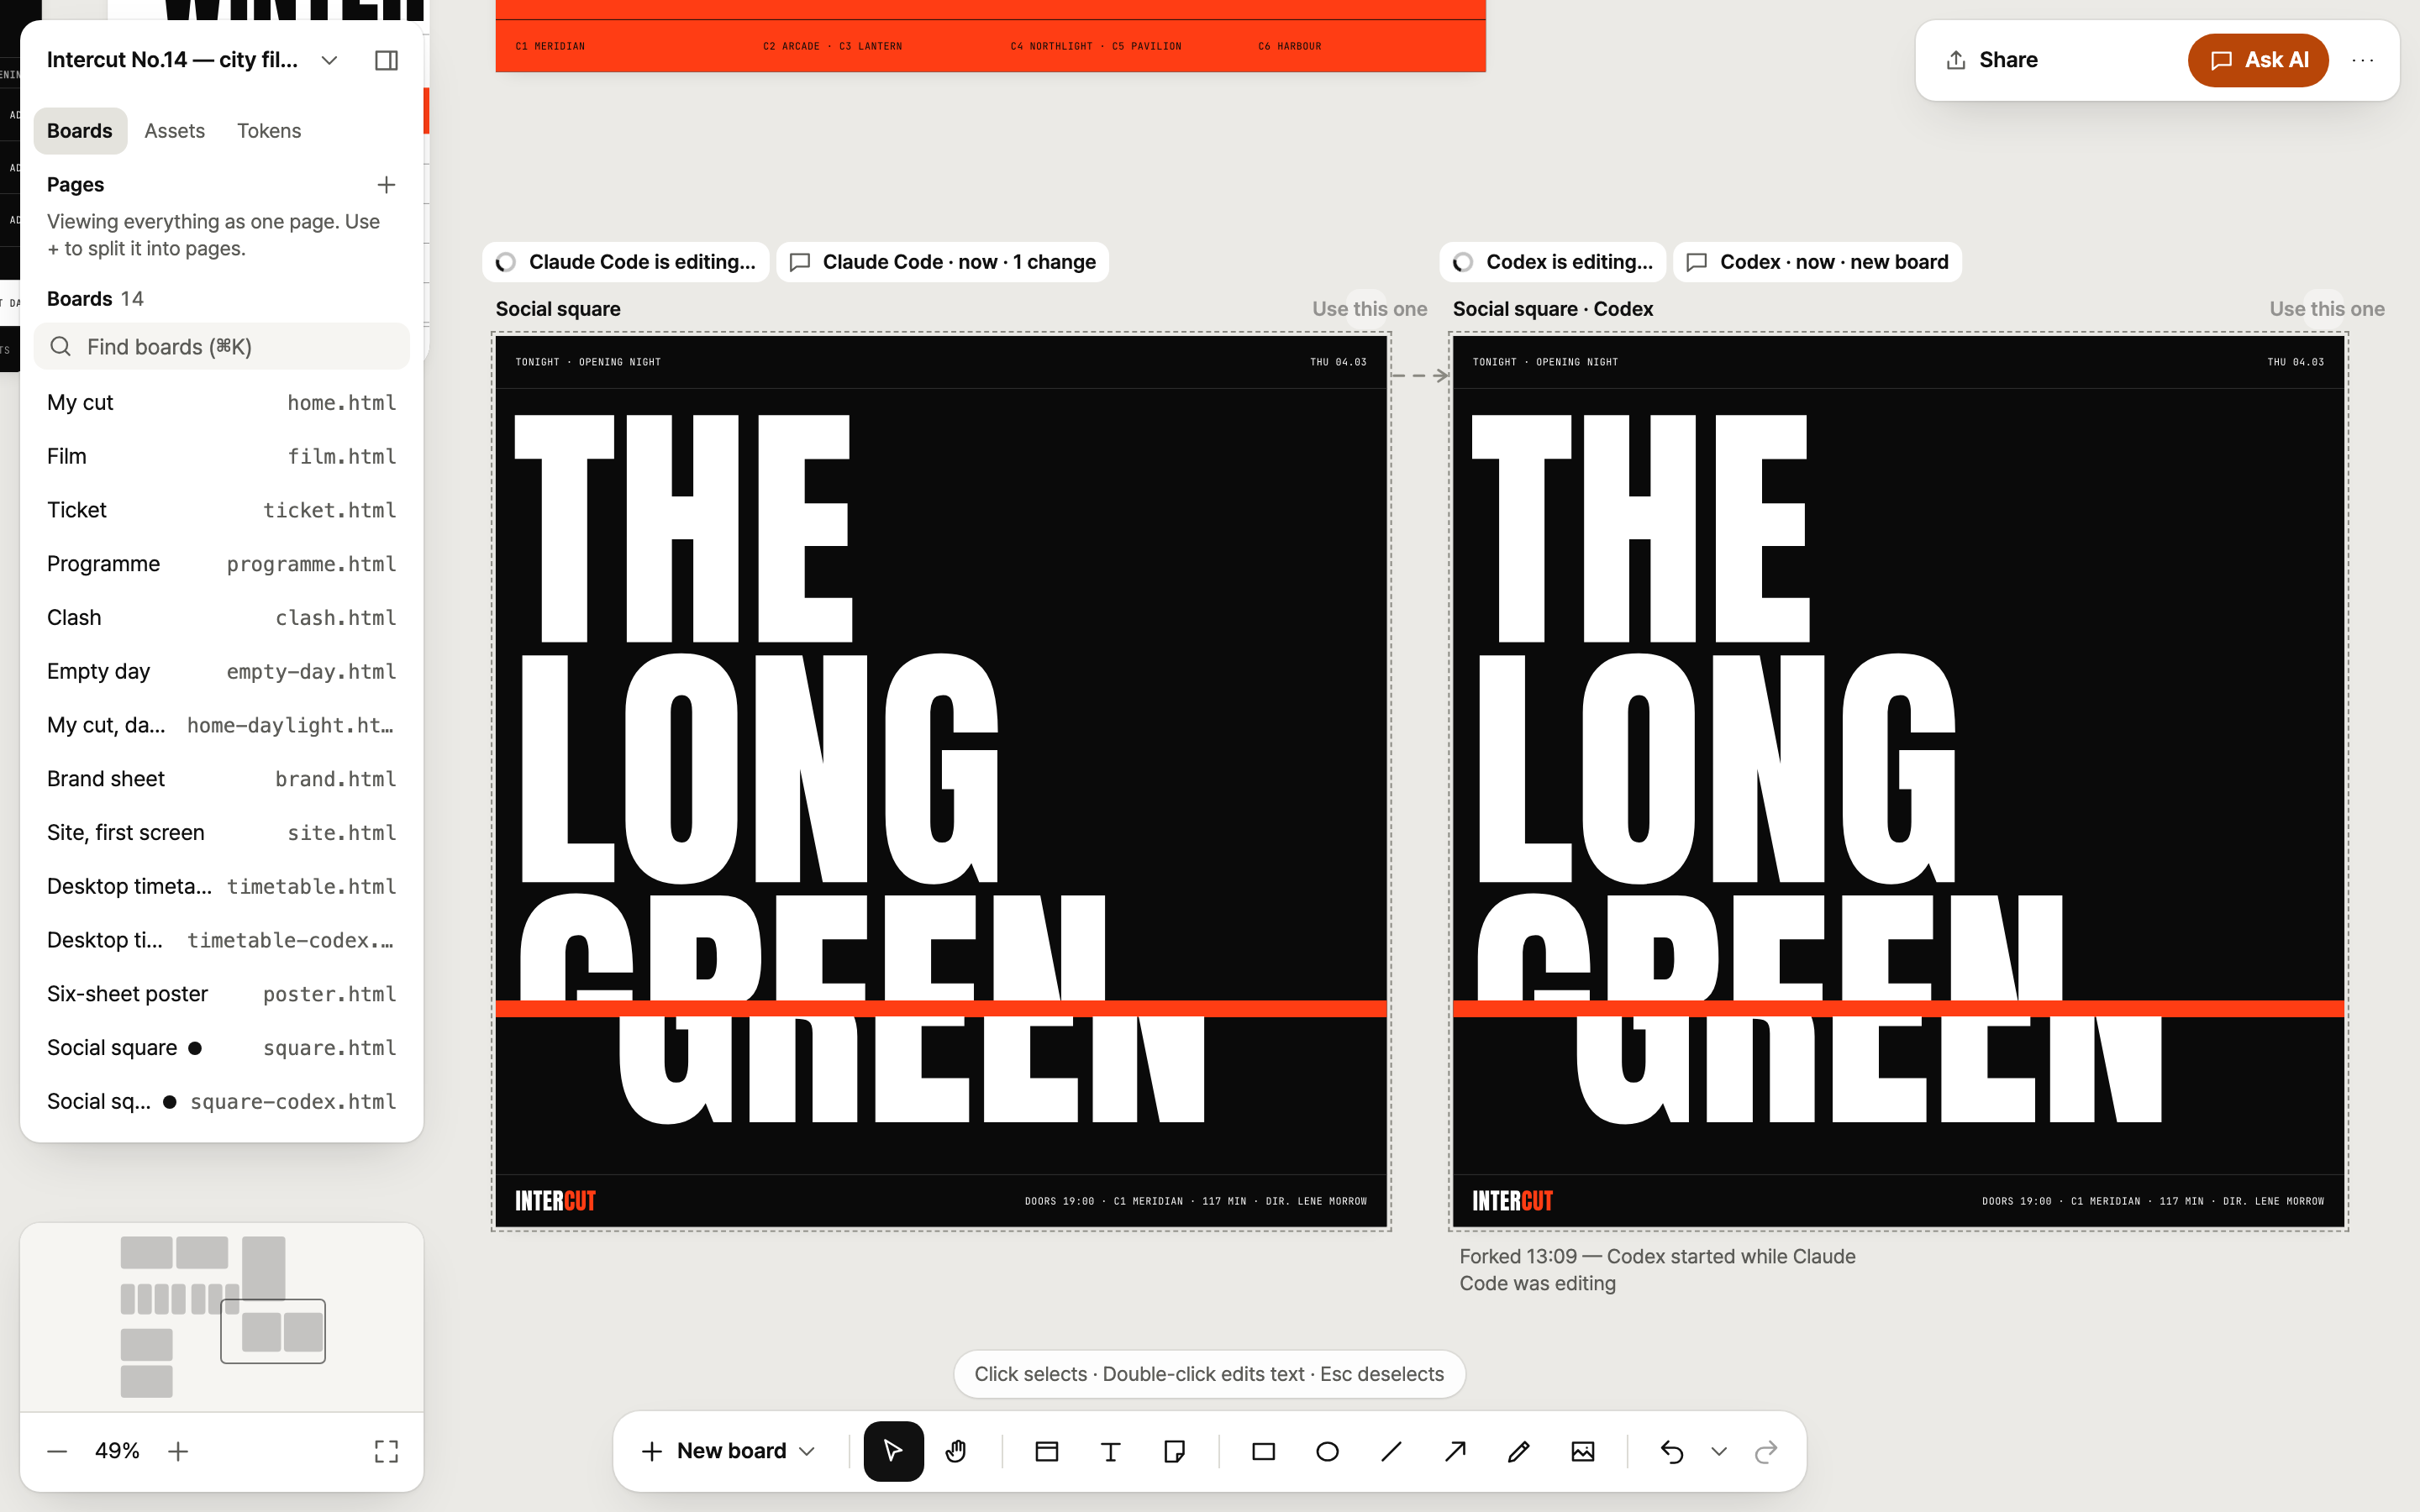 WINTER
C1 MERIDIAN
C2 ARCADE · C3 LANTERN
C4 NORTHLIGHT · C5 PAVILION
C6 HARBOUR
Intercut No.14 — city fil...
Share
Ask AI
Boards
Assets
Tokens
Pages
Viewing everything as one page. Use
+ to split it into pages.
Boards 14
Find boards (⌘K)
My cut home.html
Film film.html
Ticket ticket.html
Programme programme.html
Clash clash.html
Empty day empty-day.html
My cut, da... home-daylight.ht…
Brand sheet brand.html
Site, first screen site.html
Desktop timeta... timetable.html
Desktop ti... timetable-codex.…
Six-sheet poster poster.html
Social square square.html
Social sq... square-codex.html
49%
Claude Code is editing...
Claude Code · now · 1 change
Social square
Use this one
TONIGHT · OPENING NIGHT
THU 04.03
THE
LONG
GREEN
INTERCUT
DOORS 19:00 · C1 MERIDIAN · 117 MIN · DIR. LENE MORROW
Codex is editing...
Codex · now · new board
Social square · Codex
Use this one
TONIGHT · OPENING NIGHT
THU 04.03
THE
LONG
GREEN
INTERCUT
DOORS 19:00 · C1 MERIDIAN · 117 MIN · DIR. LENE MORROW
Forked 13:09 — Codex started while Claude
Code was editing
Click selects · Double-click edits text · Esc deselects
New board